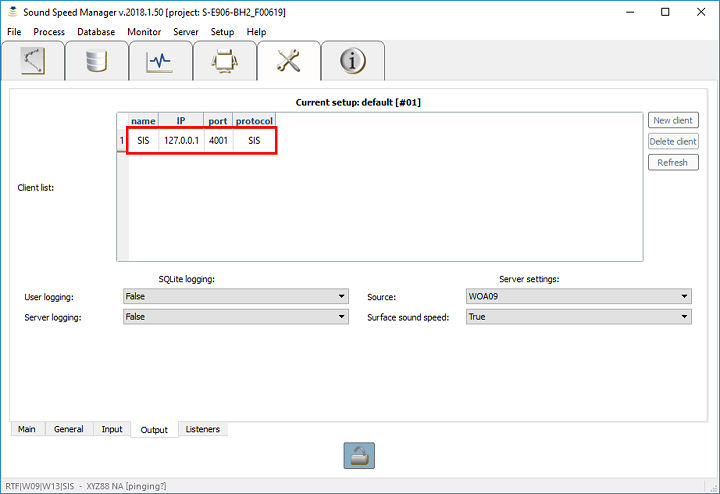 Sound Speed Manager v.2018.1.50 [project: S-E906-BH2_F00619]
File Process Database Monitor Server Setup Help
Current setup: default [#01]
name IP port protocol
1 SIS 127.0.0.1 4001 SIS
New client
Delete client
Refresh
Client list:
SQLite logging: Server settings:
User logging: False Source: WOA09
Server logging: False Surface sound speed: True
Main General Input Output Listeners
RTF|W09|W13|SIS - XYZ88 NA [pinging?]